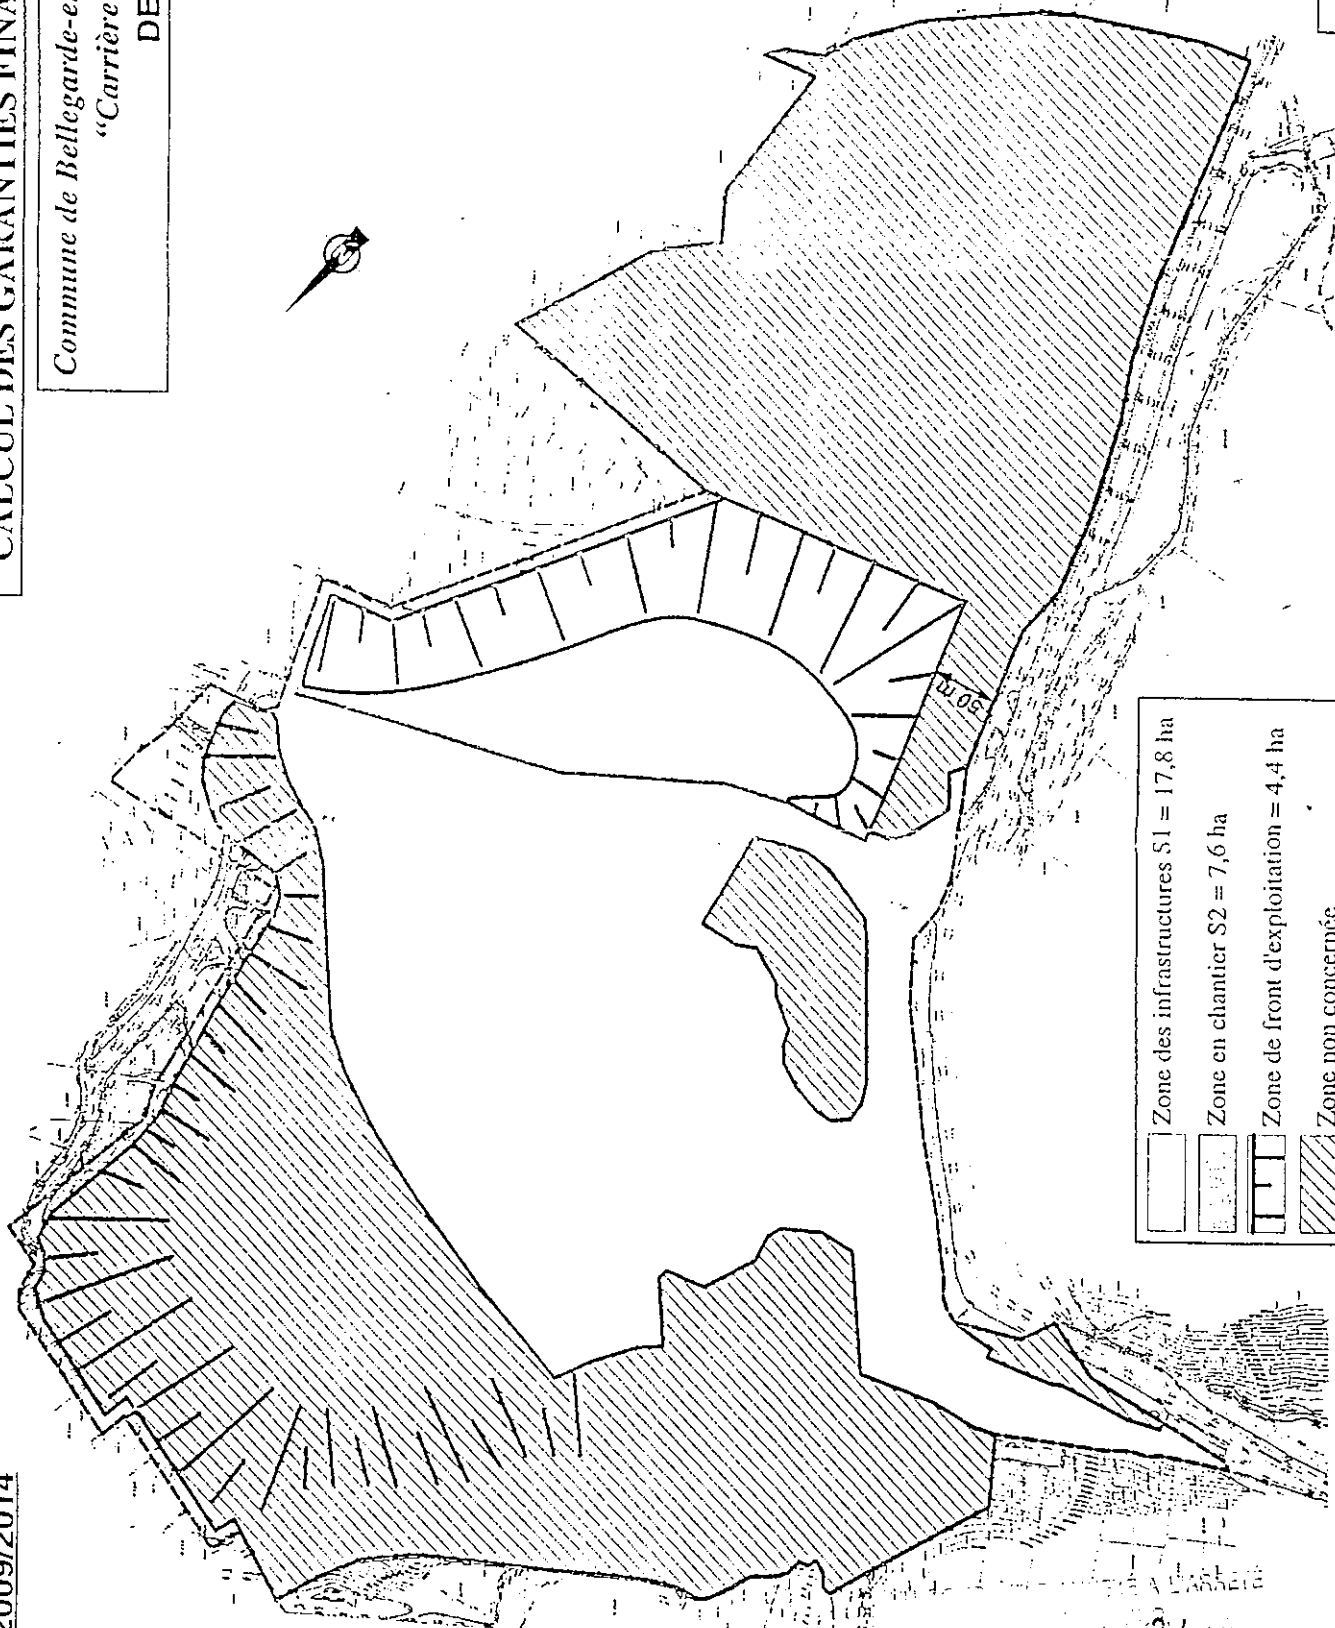 2009/2014
CALCUL DES GARANTIES FINA
Commune de Bellegarde-e
"Carrière
DE
50 m
Zone des infrastructures S1 = 17,8 ha
Zone en chantier S2 = 7,6 ha
Zone de front d'exploitation = 4,4 ha
Zone non concernée